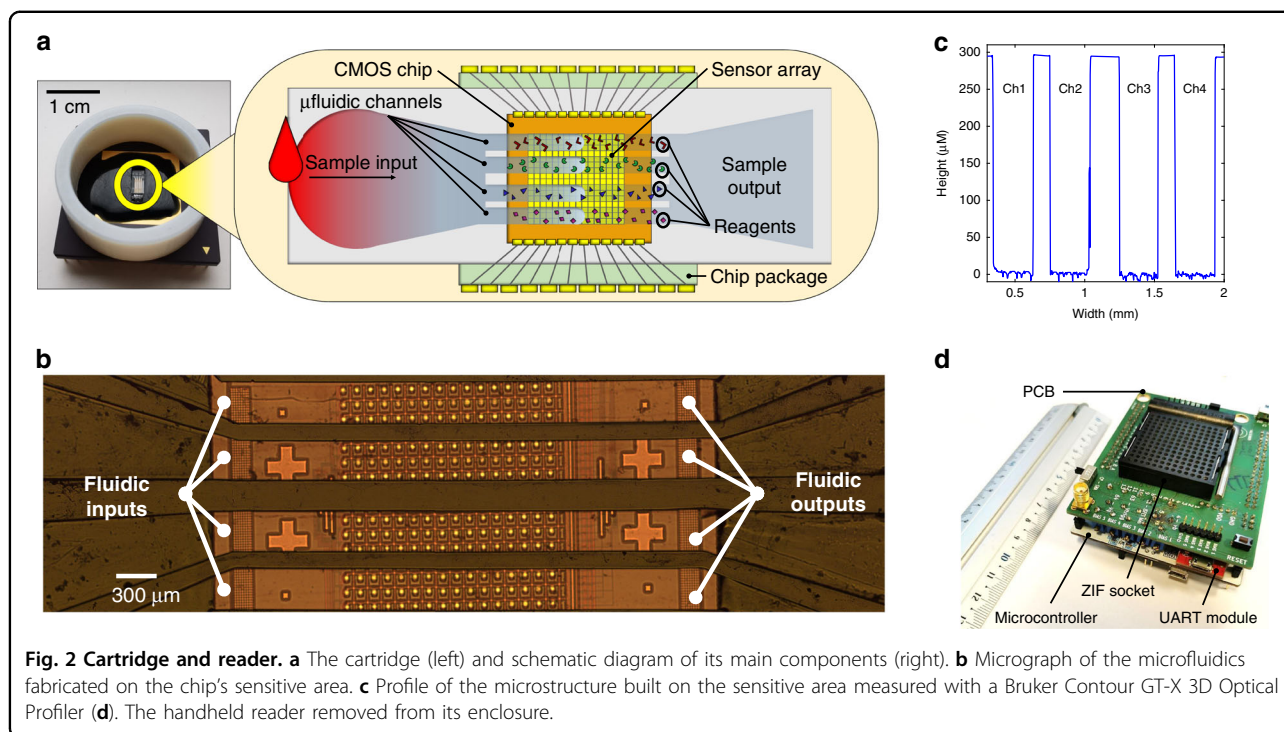 a
1 cm
CMOS chip
Sensor array
μfluidic channels
Sample input
Sample output
Reagents
Chip package
c
Height (μM)
300
250
200
150
100
50
0
Ch1 Ch2 Ch3 Ch4
0.5 1 1.5 2
Width (mm)
b
Fluidic
inputs
Fluidic
outputs
300 μm
d
PCB
ZIF socket
Microcontroller
UART module
RESET
Fig. 2 Cartridge and reader. a The cartridge (left) and schematic diagram of its main components (right). b Micrograph of the microfluidics
fabricated on the chip's sensitive area. c Profile of the microstructure built on the sensitive area measured with a Bruker Contour GT-X 3D Optical
Profiler (d). The handheld reader removed from its enclosure.